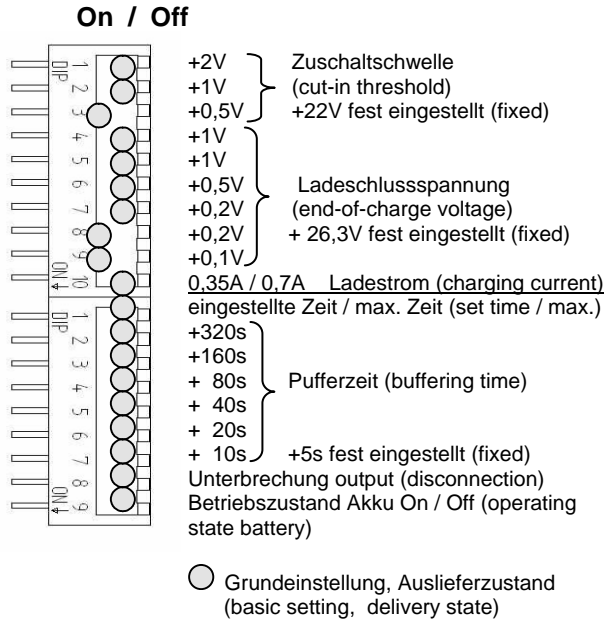 On / Off
DIP
1
2
3
4
5
6
7
8
9
10
ON↓
DIP
1
2
3
4
5
6
7
8
9
ON↓
+2V
+1V
+0,5V
Zuschaltschwelle
(cut-in threshold)
+22V fest eingestellt (fixed)
+1V
+1V
+0,5V
+0,2V
+0,2V
+0,1V
Ladeschlussspannung
(end-of-charge voltage)
+ 26,3V fest eingestellt (fixed)
0,35A / 0,7A Ladestrom (charging current)
eingestellte Zeit / max. Zeit (set time / max.)
+320s
+160s
+ 80s
+ 40s
+ 20s
+ 10s
Pufferzeit (buffering time)
+5s fest eingestellt (fixed)
Unterbrechung output (disconnection)
Betriebszustand Akku On / Off (operating
state battery)
Grundeinstellung, Auslieferzustand
(basic setting, delivery state)